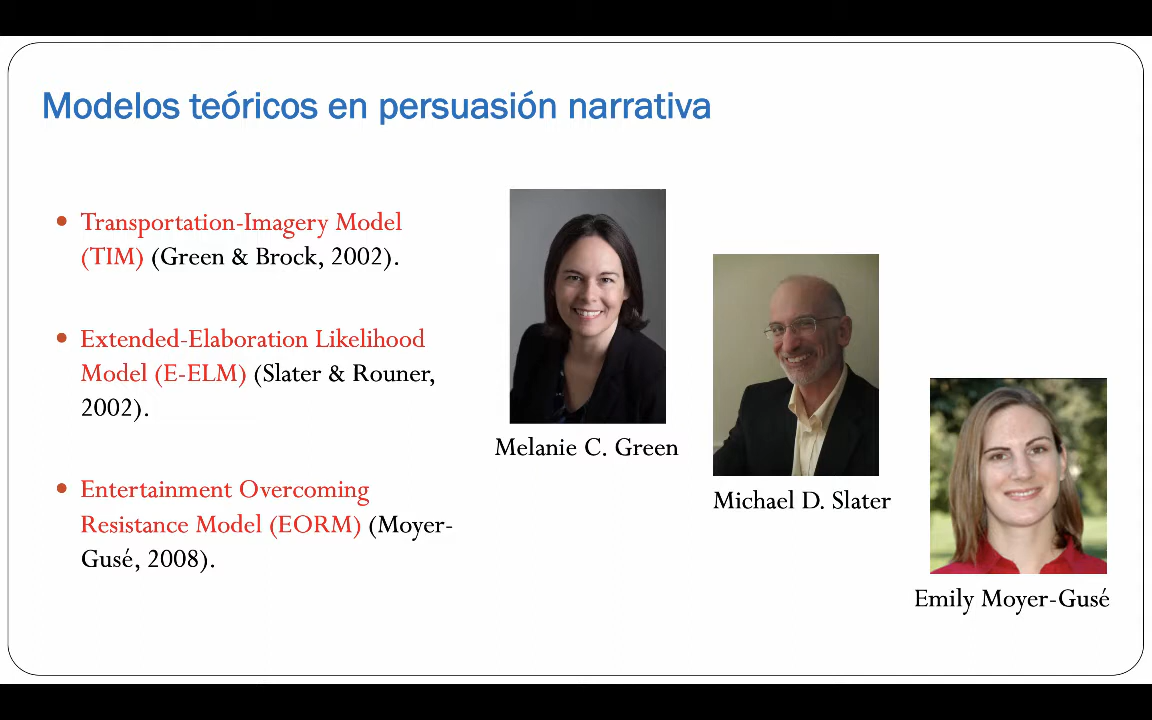 Modelos teóricos en persuasión narrativa
Transportation-Imagery Model
(TIM) (Green & Brock, 2002).
Extended-Elaboration Likelihood
Model (E-ELM) (Slater & Rouner,
2002).
Entertainment Overcoming
Resistance Model (EORM) (Moyer-
Gusé, 2008).
Melanie C. Green
Michael D. Slater
Emily Moyer-Gusé